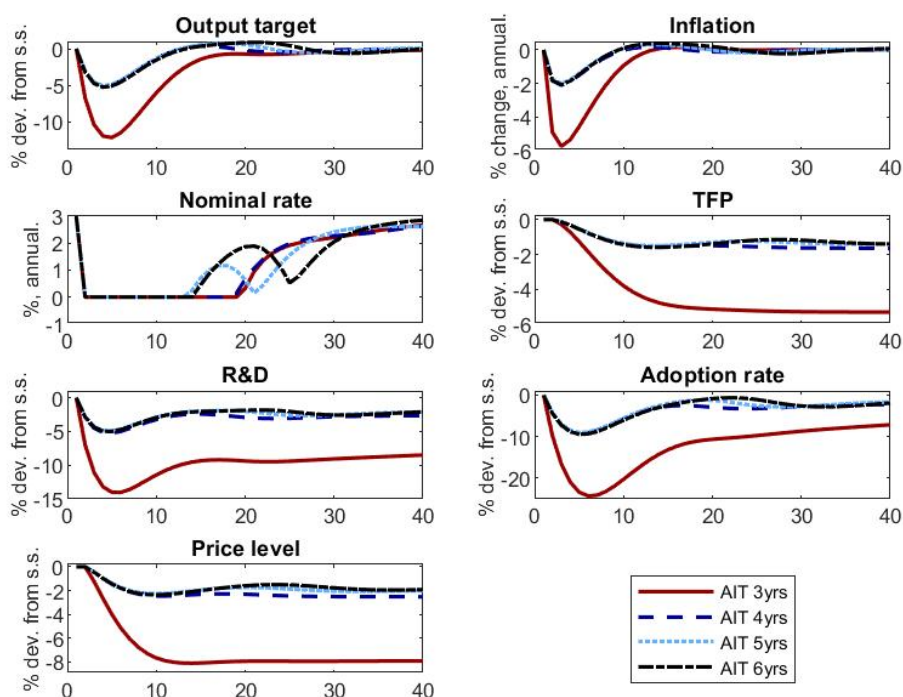 Output target
% dev. from s.s.
0
-5
-10
0 10 20 30 40
Inflation
% change, annual.
0
-2
-4
-6
0 10 20 30 40
Nominal rate
%, annual.
3
2
1
0
-1
0 10 20 30 40
TFP
% dev. from s.s.
0
-2
-4
-6
0 10 20 30 40
R&D
% dev. from s.s.
0
-5
-10
-15
0 10 20 30 40
Adoption rate
% dev. from s.s.
0
-10
-20
0 10 20 30 40
Price level
% dev. from s.s.
0
-2
-4
-6
-8
0 10 20 30 40
AIT 3yrs
AIT 4yrs
AIT 5yrs
AIT 6yrs